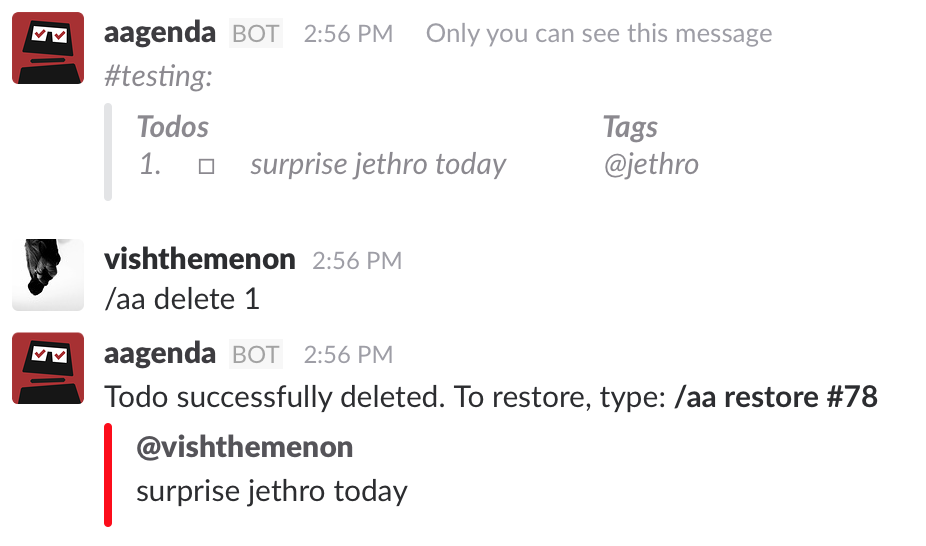 aagenda BOT 2:56 PM Only you can see this message
#testing:
Todos Tags
1. □ surprise jethro today @jethro
vishthemenon 2:56 PM
/aa delete 1
aagenda BOT 2:56 PM
Todo successfully deleted. To restore, type: /aa restore #78
@vishthemenon
surprise jethro today